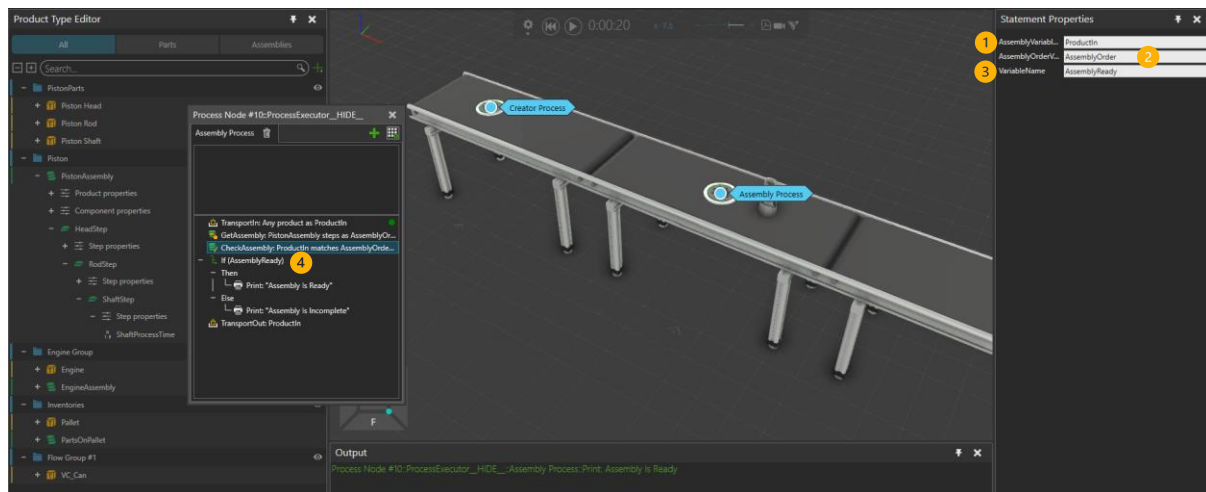 Product Type Editor
All
Parts
Assemblies
Search...
PistonParts
Piston Head
Piston Rod
Piston Shaft
Piston
PistonAssembly
Product properties
Component properties
HeadStep
Step properties
RodStep
Step properties
ShaftStep
Step properties
ShaftProcessTime
Engine Group
Engine
EngineAssembly
Inventories
Pallet
PartsOnPallet
Flow Group #1
VC_Can
Process Node #10::ProcessExecutor__HIDE__
Assembly Process
TransportIn: Any product as ProductIn
GetAssembly: PistonAssembly steps as AssemblyOr...
CheckAssembly: ProductIn matches AssemblyOrde...
If (AssemblyReady)
4
Then
Print: "Assembly is Ready"
Else
Print: "Assembly is Incomplete"
TransportOut: ProductIn
0:00:20
x 7.4
Creator Process
Assembly Process
F
Output
Process Node #10::ProcessExecutor__HIDE__::Assembly Process::Print: Assembly is Ready
Statement Properties
1 AssemblyVariabl... ProductIn
AssemblyOrderV... AssemblyOrder 2
3 VariableName AssemblyReady